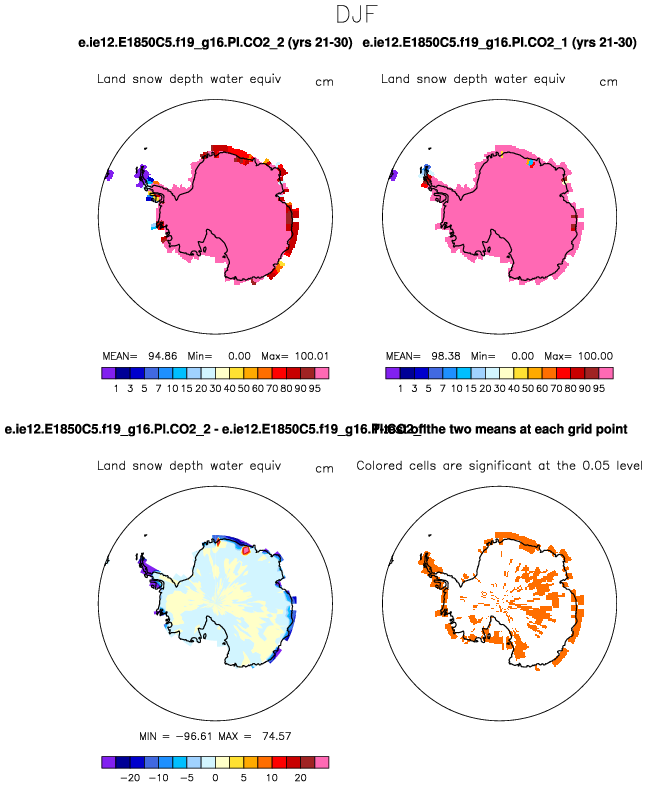 DJF
e.ie12.E1850C5.f19_g16.PI.CO2_2 (yrs 21-30)
e.ie12.E1850C5.f19_g16.PI.CO2_1 (yrs 21-30)
Land snow depth water equiv cm
Land snow depth water equiv cm
MEAN= 94.86 Min= 0.00 Max= 100.01
MEAN= 98.38 Min= 0.00 Max= 100.00
1 3 5 7 10 15 20 30 40 50 60 70 80 90 95
1 3 5 7 10 15 20 30 40 50 60 70 80 90 95
e.ie12.E1850C5.f19_g16.PI.CO2_2 - e.ie12.E1850C5.f19_g16.PI.CO2_1
T-test of the two means at each grid point
Land snow depth water equiv cm
Colored cells are significant at the 0.05 level
MIN = -96.61 MAX = 74.57
-20 -10 -5 0 5 10 20